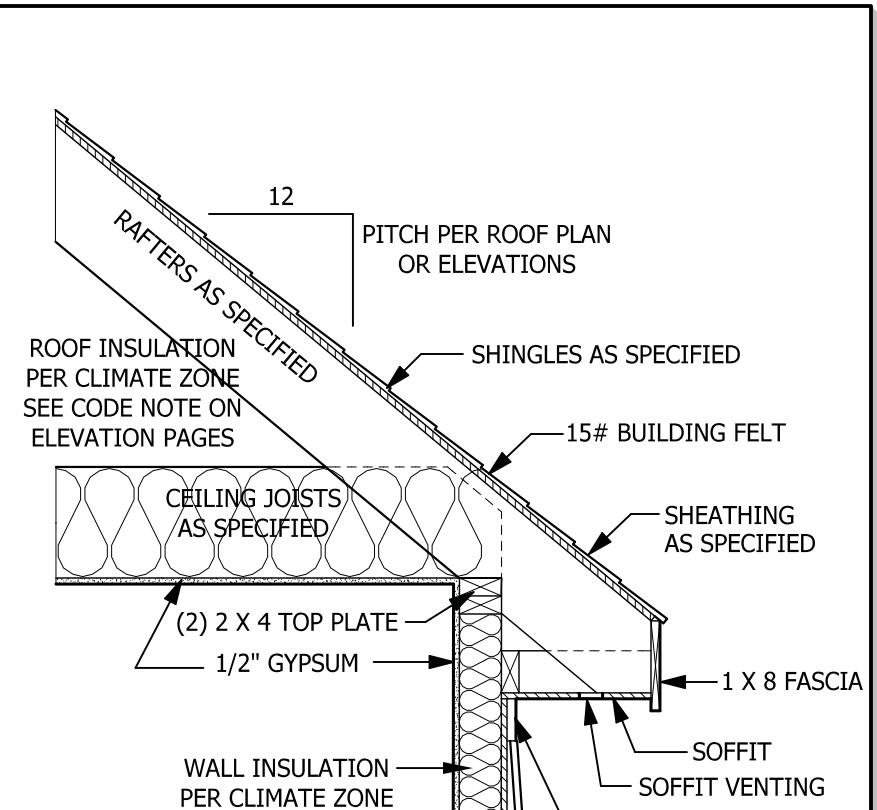 12
PITCH PER ROOF PLAN
OR ELEVATIONS
RAFTERS AS SPECIFIED
ROOF INSULATION
PER CLIMATE ZONE
SEE CODE NOTE ON
ELEVATION PAGES
SHINGLES AS SPECIFIED
15# BUILDING FELT
CEILING JOISTS
AS SPECIFIED
SHEATHING
AS SPECIFIED
(2) 2 X 4 TOP PLATE
1/2" GYPSUM
1 X 8 FASCIA
SOFFIT
SOFFIT VENTING
WALL INSULATION
PER CLIMATE ZONE